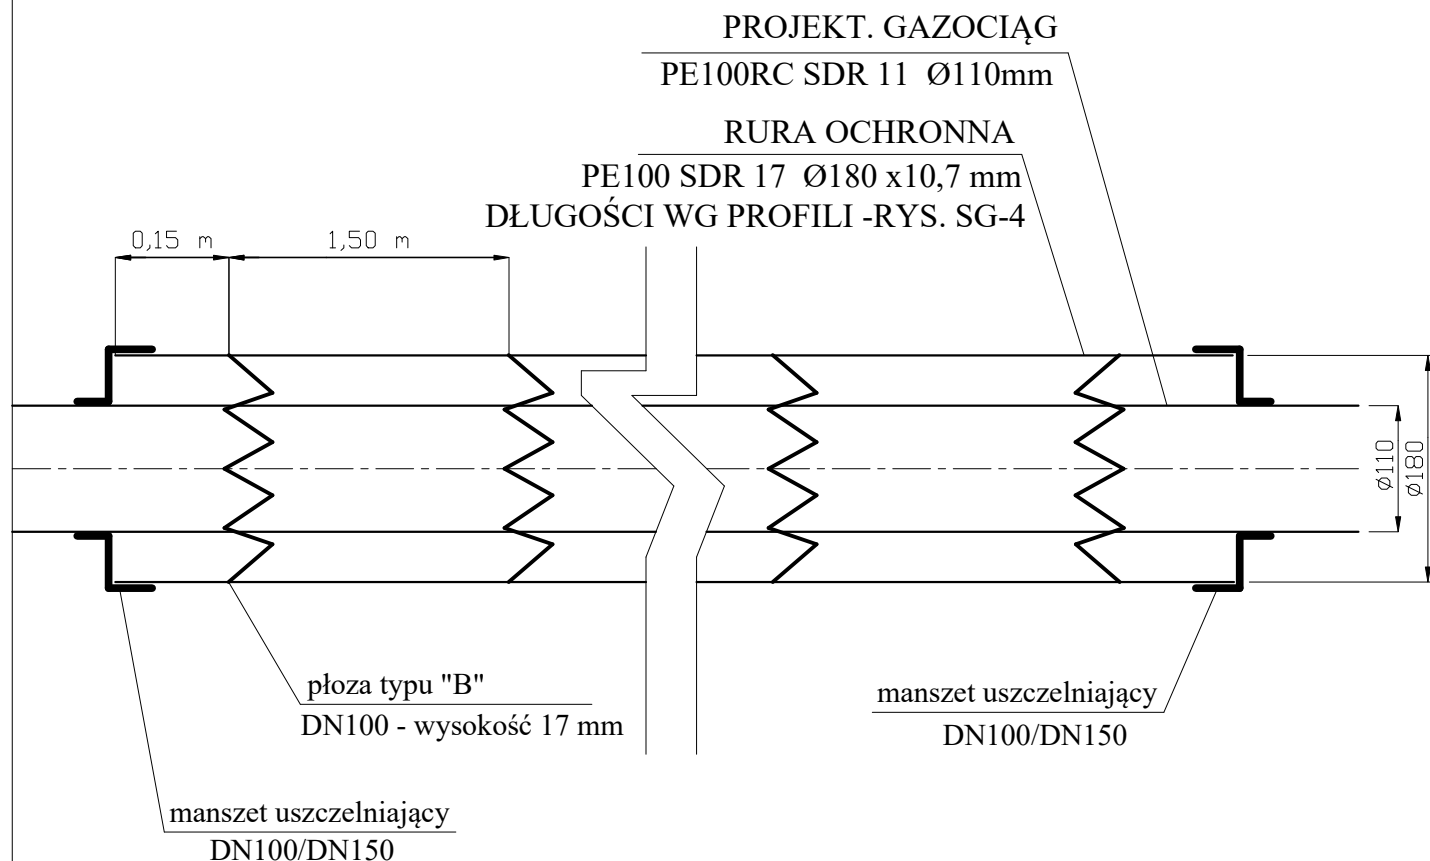 PROJEKT. GAZOCIĄG
PE100RC SDR 11 Ø110mm
RURA OCHRONNA
PE100 SDR 17 Ø180 x10,7 mm
DŁUGOŚCI WG PROFILI -RYS. SG-4
0,15 m
1,50 m
Ø110
Ø180
płoza typu "B"
DN100 - wysokość 17 mm
manszet uszczelniający
DN100/DN150
manszet uszczelniający
DN100/DN150